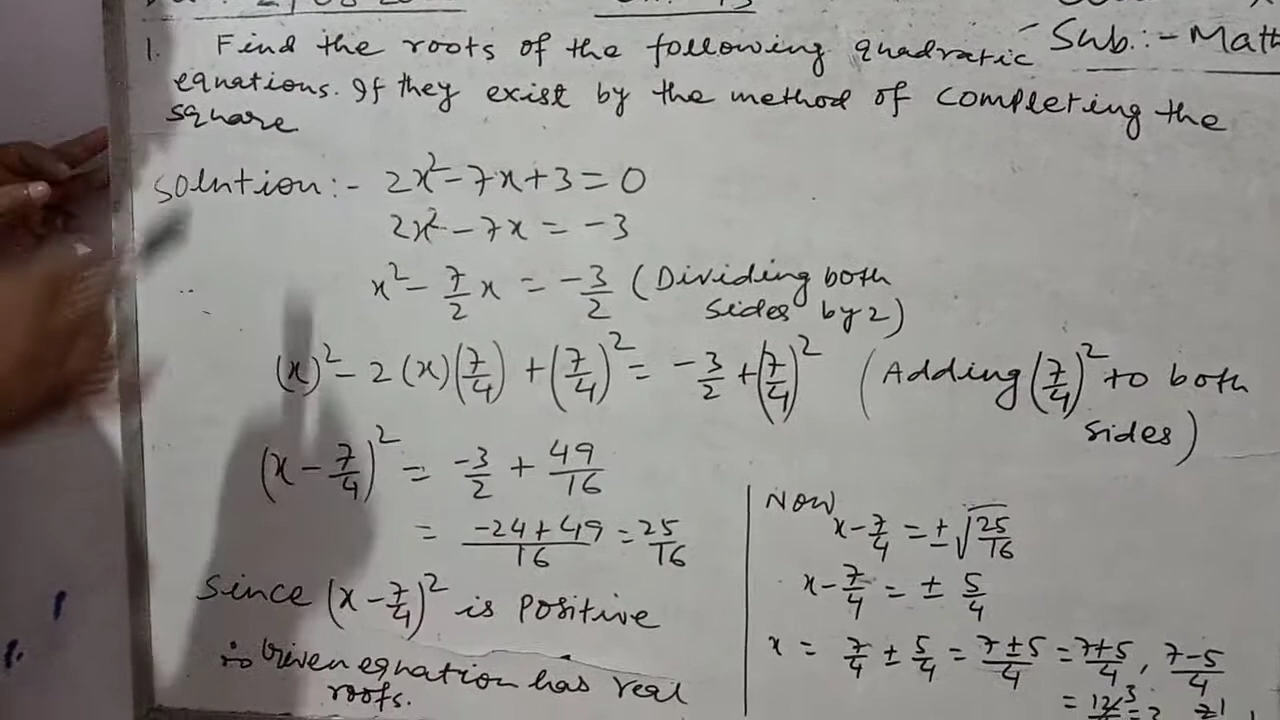 1. Find the roots of the following quadratic
Sub.:- Math
equations. If they exist by the method of completing the
square
Solution:- 2x² - 7x + 3 = 0
2x² - 7x = -3
x² - 7/2 x = -3/2 (Dividing both
sides by 2)
(x)² - 2(x)(7/4) + (7/4)² = -3/2 + (7/4)² (Adding (7/4)² to both
sides)
(x - 7/4)² = -3/2 + 49/16
= -24+49/16 = 25/16
Since (x - 7/4)² is Positive
∴ Given equation has real
roots.
Now
x - 7/4 = ± √25/16
x - 7/4 = ± 5/4
x = 7/4 ± 5/4 = 7±5/4 = 7+5/4, 7-5/4